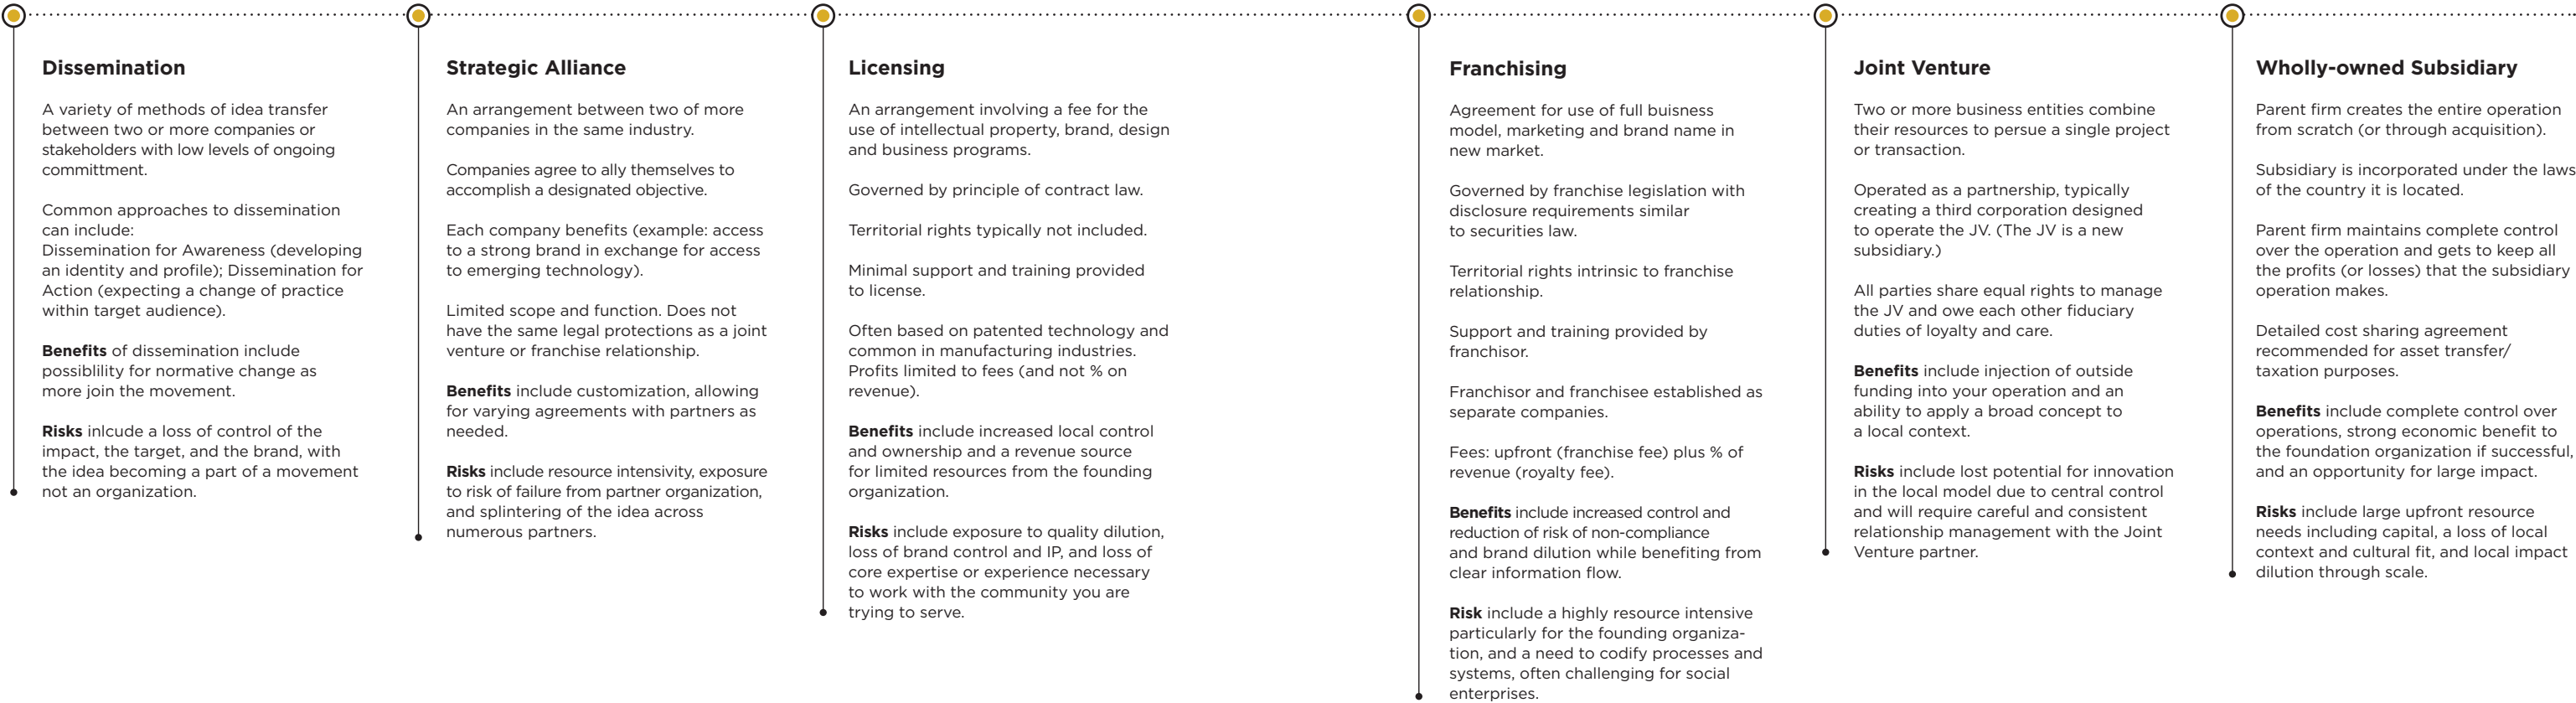 Dissemination
A variety of methods of idea transfer
between two or more companies or
stakeholders with low levels of ongoing
committment.
Common approaches to dissemination
can include:
Dissemination for Awareness (developing
an identity and profile); Dissemination for
Action (expecting a change of practice
within target audience).
Benefits of dissemination include
possiblility for normative change as
more join the movement.
Risks inlcude a loss of control of the
impact, the target, and the brand, with
the idea becoming a part of a movement
not an organization.
Strategic Alliance
An arrangement between two of more
companies in the same industry.
Companies agree to ally themselves to
accomplish a designated objective.
Each company benefits (example: access
to a strong brand in exchange for access
to emerging technology).
Limited scope and function. Does not
have the same legal protections as a joint
venture or franchise relationship.
Benefits include customization, allowing
for varying agreements with partners as
needed.
Risks include resource intensivity, exposure
to risk of failure from partner organization,
and splintering of the idea across
numerous partners.
Licensing
An arrangement involving a fee for the
use of intellectual property, brand, design
and business programs.
Governed by principle of contract law.
Territorial rights typically not included.
Minimal support and training provided
to license.
Often based on patented technology and
common in manufacturing industries.
Profits limited to fees (and not % on
revenue).
Benefits include increased local control
and ownership and a revenue source
for limited resources from the founding
organization.
Risks include exposure to quality dilution,
loss of brand control and IP, and loss of
core expertise or experience necessary
to work with the community you are
trying to serve.
Franchising
Agreement for use of full buisness
model, marketing and brand name in
new market.
Governed by franchise legislation with
disclosure requirements similar
to securities law.
Territorial rights intrinsic to franchise
relationship.
Support and training provided by
franchisor.
Franchisor and franchisee established as
separate companies.
Fees: upfront (franchise fee) plus % of
revenue (royalty fee).
Benefits include increased control and
reduction of risk of non-compliance
and brand dilution while benefiting from
clear information flow.
Risk include a highly resource intensive
particularly for the founding organiza-
tion, and a need to codify processes and
systems, often challenging for social
enterprises.
Joint Venture
Two or more business entities combine
their resources to persue a single project
or transaction.
Operated as a partnership, typically
creating a third corporation designed
to operate the JV. (The JV is a new
subsidiary.)
All parties share equal rights to manage
the JV and owe each other fiduciary
duties of loyalty and care.
Benefits include injection of outside
funding into your operation and an
ability to apply a broad concept to
a local context.
Risks include lost potential for innovation
in the local model due to central control
and will require careful and consistent
relationship management with the Joint
Venture partner.
Wholly-owned Subsidiary
Parent firm creates the entire operation
from scratch (or through acquisition).
Subsidiary is incorporated under the laws
of the country it is located.
Parent firm maintains complete control
over the operation and gets to keep all
the profits (or losses) that the subsidiary
operation makes.
Detailed cost sharing agreement
recommended for asset transfer/
taxation purposes.
Benefits include complete control over
operations, strong economic benefit to
the foundation organization if successful,
and an opportunity for large impact.
Risks include large upfront resource
needs including capital, a loss of local
context and cultural fit, and local impact
dilution through scale.